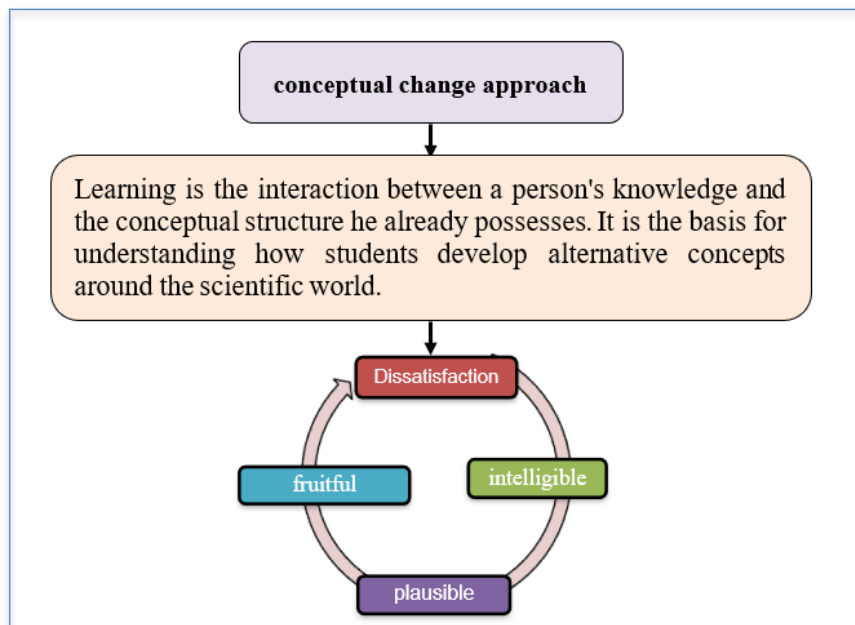 conceptual change approach
Learning is the interaction between a person's knowledge and
the conceptual structure he already possesses. It is the basis for
understanding how students develop alternative concepts
around the scientific world.
Dissatisfaction
fruitful
intelligible
plausible